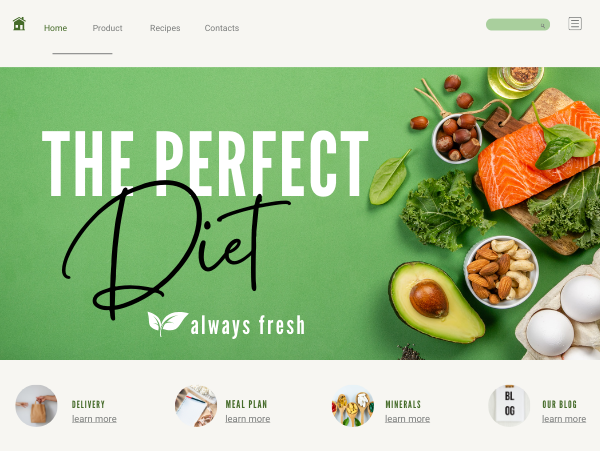 Home Product Recipes Contacts
THE PERFECT
Diet
always fresh
DELIVERY
learn more
MEAL PLAN
learn more
MINERALS
learn more
BL
OG
OUR BLOG
learn more